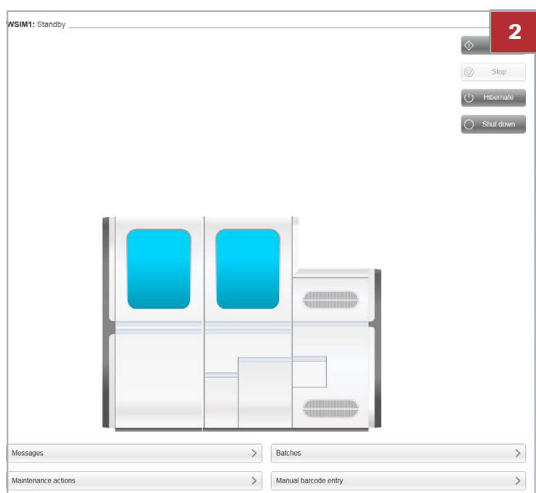 WSIM1: Standby
2
Stop
Hibernate
Shut down
Messages
Batches
Maintenance actions
Manual barcode entry